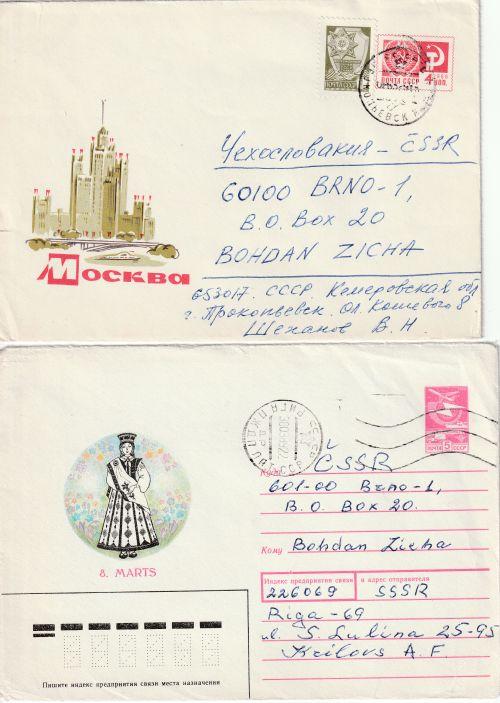 ПОЧТА СССР
4 КОП.
Чехословакия - ČSSR
60100 BRNO-1,
B.O. Box 20
BOHDAN ZICHA
МОСКВА
653017. СССР. Кемеровская обл
г. Прокопьевск. Ол. Кошевого 8
Шеханов В. Н
ПОЧТА 5
СССР
ČSSR
601-00 Brno-1,
B. O. Box 20.
Кому Bohdan Zicha
8. MARTS
Индекс предприятия связи и адрес отправителя
226069 SSSR
Riga-69
ul. S. Lulina 25-95
Krilovs A. F.
Пишите индекс предприятия связи места назначения